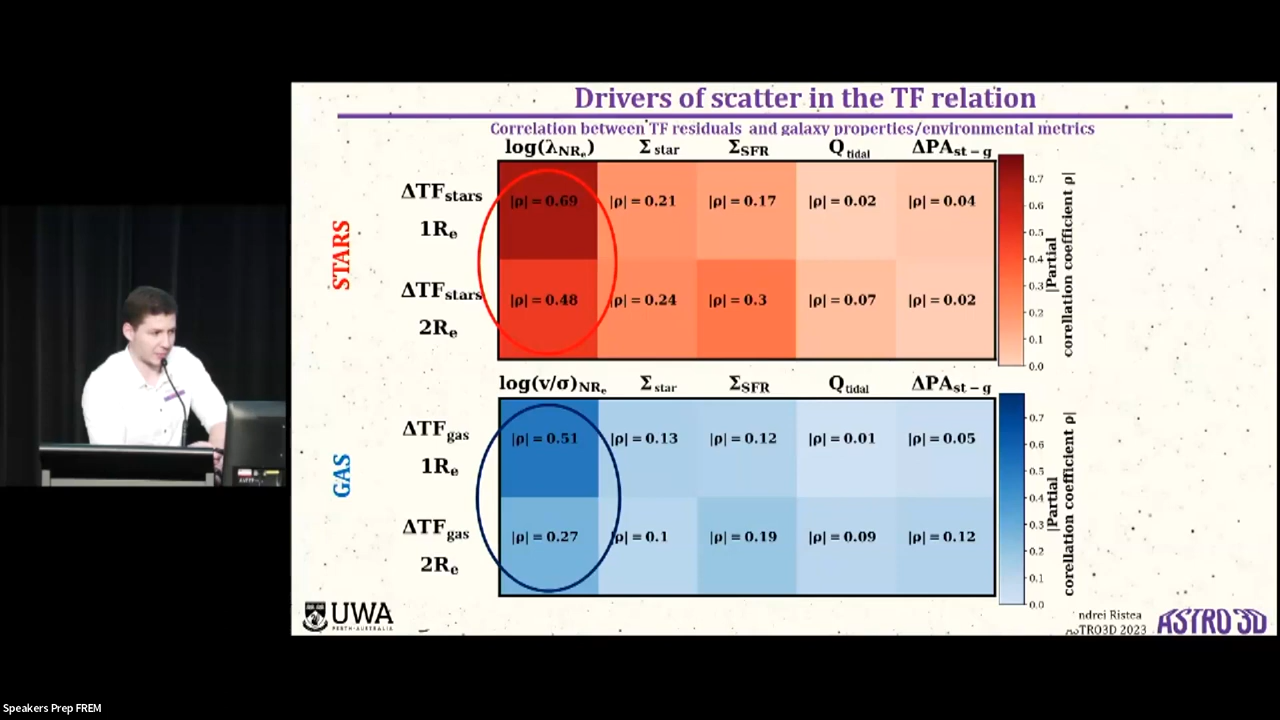 Drivers of scatter in the TF relation
Correlation between TF residuals and galaxy properties/environmental metrics
log(λNRe) Σstar ΣSFR Qtidal ΔPAst−g
STARS
ΔTFstars
1Re
|ρ| = 0.69 |ρ| = 0.21 |ρ| = 0.17 |ρ| = 0.02 |ρ| = 0.04
ΔTFstars
2Re
|ρ| = 0.48 |ρ| = 0.24 |ρ| = 0.3 |ρ| = 0.07 |ρ| = 0.02
0.7
0.6
0.5
0.4
0.3
0.2
0.1
0.0
|Partial
corellation coefficient ρ|
log(v/σ)NRe Σstar ΣSFR Qtidal ΔPAst−g
GAS
ΔTFgas
1Re
|ρ| = 0.51 |ρ| = 0.13 |ρ| = 0.12 |ρ| = 0.01 |ρ| = 0.05
ΔTFgas
2Re
|ρ| = 0.27 |ρ| = 0.1 |ρ| = 0.19 |ρ| = 0.09 |ρ| = 0.12
0.7
0.6
0.5
0.4
0.3
0.2
0.1
0.0
|Partial
corellation coefficient ρ|
UWA
PERTH·AUSTRALIA
ndrei Ristea
TRO3D 2023
ASTRO 3D
Speakers Prep FREM